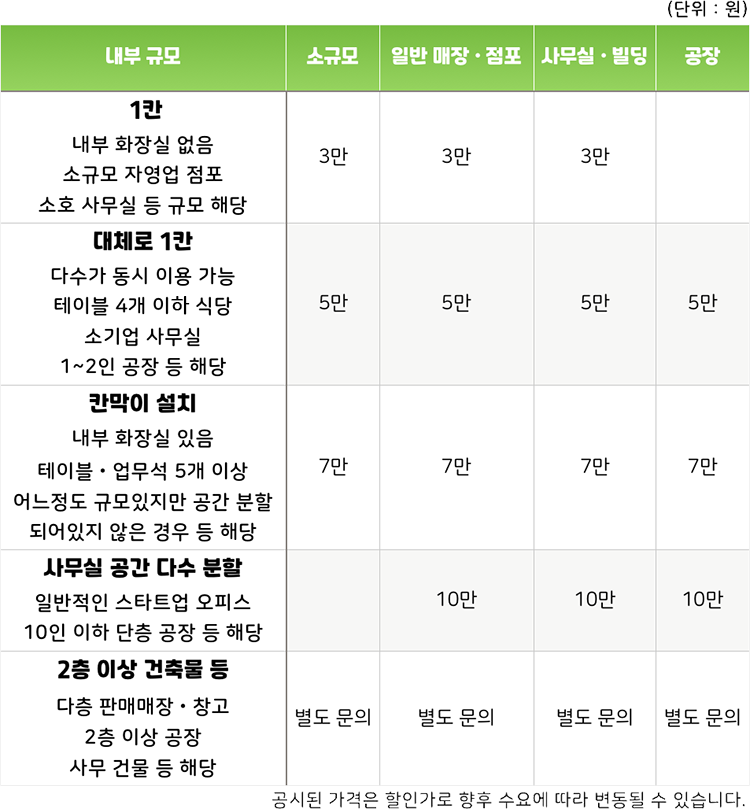 (단위 : 원)
내부 규모 소규모 일반 매장·점포 사무실·빌딩 공장
1칸
내부 화장실 없음
소규모 자영업 점포
소호 사무실 등 규모 해당
3만 3만 3만
대체로 1칸
다수가 동시 이용 가능
테이블 4개 이하 식당
소기업 사무실
1~2인 공장 등 해당
5만 5만 5만 5만
칸막이 설치
내부 화장실 있음
테이블·업무석 5개 이상
어느정도 규모있지만 공간 분할
되어있지 않은 경우 등 해당
7만 7만 7만 7만
사무실 공간 다수 분할
일반적인 스타트업 오피스
10인 이하 단층 공장 등 해당
10만 10만 10만
2층 이상 건축물 등
다층 판매매장·창고
2층 이상 공장
사무 건물 등 해당
별도 문의 별도 문의 별도 문의 별도 문의
공시된 가격은 할인가로 향후 수요에 따라 변동될 수 있습니다.